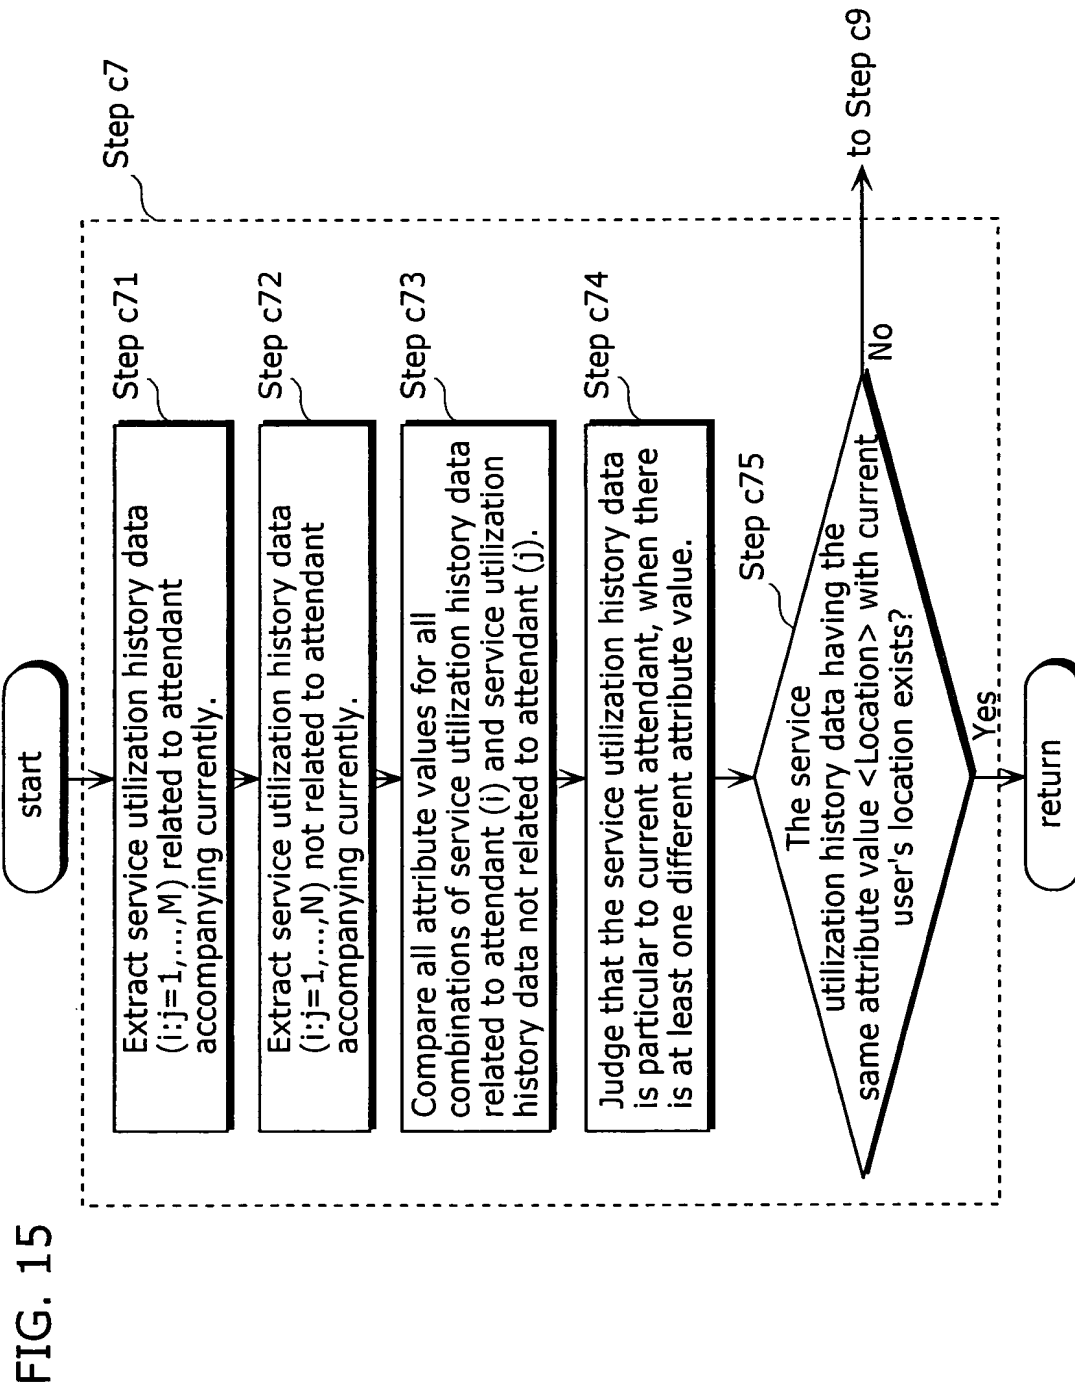 FIG. 15
start
Step c7
Step c71
Extract service utilization history data
(i:j=1,...,M) related to attendant
accompanying currently.
Step c72
Extract service utilization history data
(i:j=1,...,N) not related to attendant
accompanying currently.
Step c73
Compare all attribute values for all
combinations of service utilization history data
related to attendant (i) and service utilization
history data not related to attendant (j).
Step c74
Judge that the service utilization history data
is particular to current attendant, when there
is at least one different attribute value.
Step c75
The service
utilization history data having the
same attribute value <Location> with current
user's location exists?
No
to Step c9
Yes
return